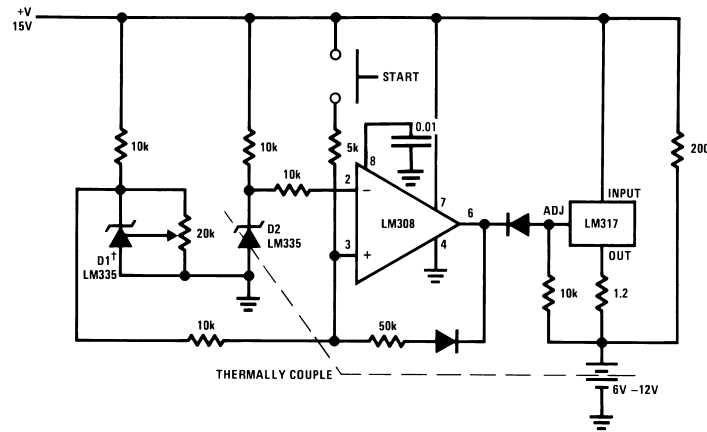 +V
15V
START
10k
10k
5k
0.01
8
200
10k
2
−
7
6
ADJ
INPUT
LM317
LM308
20k
D2
LM335
D1†
LM335
3
+
4
OUT
10k
1.2
10k
50k
THERMALLY COUPLE
6V −12V